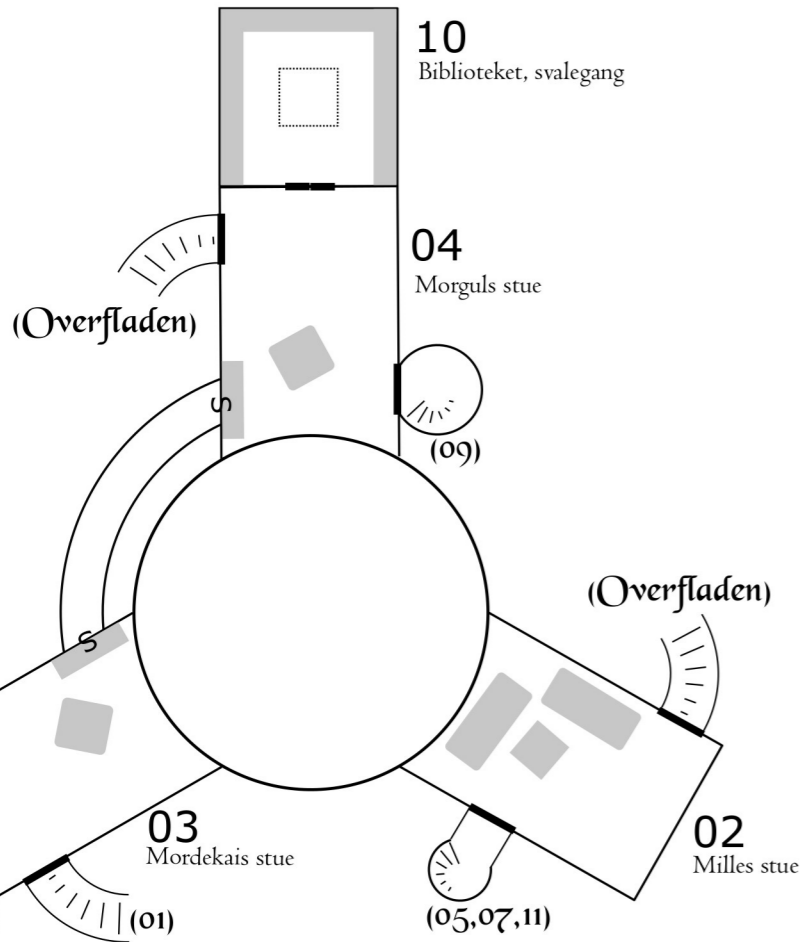 10
Biblioteket, svalegang
04
Morguls stue
(Overfladen)
S
(09)
(Overfladen)
S
03
Mordekais stue
(01)
02
Milles stue
(05,07,11)